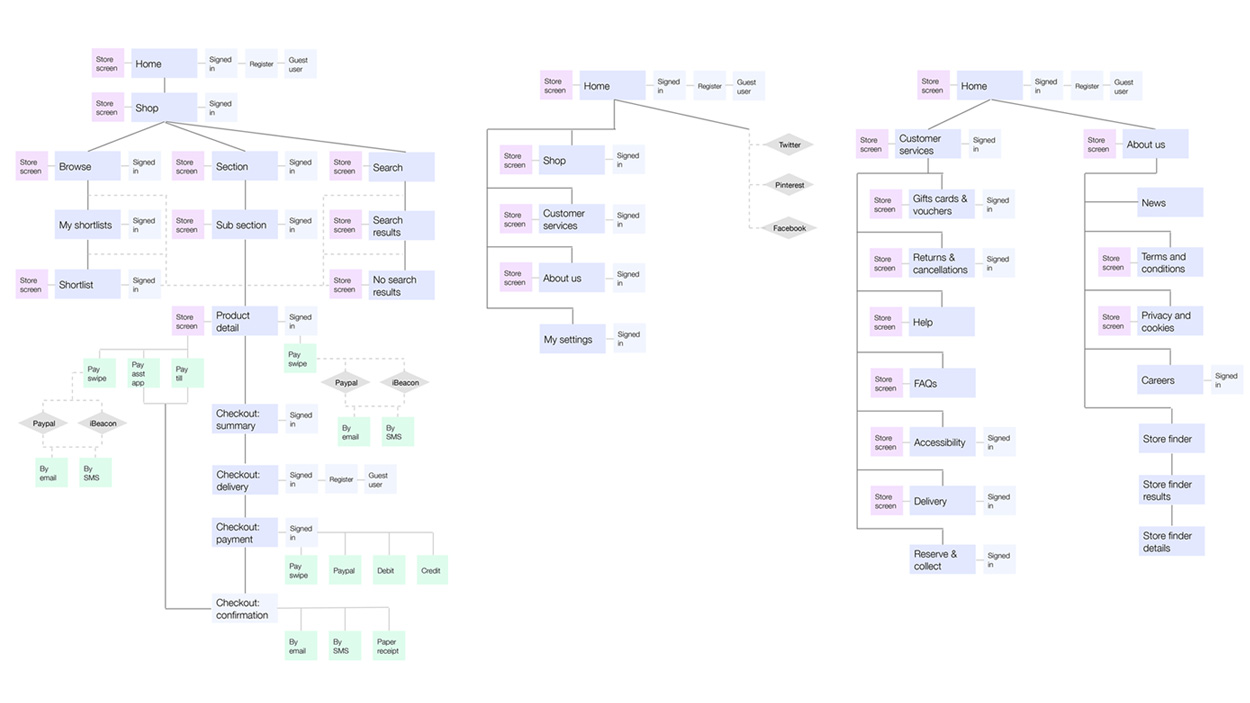 Store screen
Home
Signed in
Register
Guest user
Store screen
Shop
Signed in
Store screen
Browse
Signed in
Store screen
Section
Signed in
Store screen
Search
My shortlists
Signed in
Store screen
Sub section
Signed in
Store screen
Search results
Store screen
Shortlist
Signed in
Store screen
No search results
Store screen
Product detail
Signed in
Pay swipe
Pay asst app
Pay till
Pay swipe
Paypal
iBeacon
Paypal
iBeacon
By email
By SMS
By email
By SMS
Checkout: summary
Signed in
Checkout: delivery
Signed in
Register
Guest user
Checkout: payment
Signed in
Pay swipe
Paypal
Debit
Credit
Checkout: confirmation
By email
By SMS
Paper receipt
Store screen
Home
Signed in
Register
Guest user
Store screen
Shop
Signed in
Store screen
Customer services
Signed in
Store screen
About us
Signed in
My settings
Signed in
Twitter
Pinterest
Facebook
Store screen
Home
Signed in
Register
Guest user
Store screen
Customer services
Signed in
Store screen
Gifts cards & vouchers
Signed in
Store screen
Returns & cancellations
Signed in
Store screen
Help
Store screen
FAQs
Store screen
Accessibility
Signed in
Store screen
Delivery
Signed in
Reserve & collect
Signed in
Store screen
About us
News
Store screen
Terms and conditions
Store screen
Privacy and cookies
Careers
Signed in
Store finder
Store finder results
Store finder details